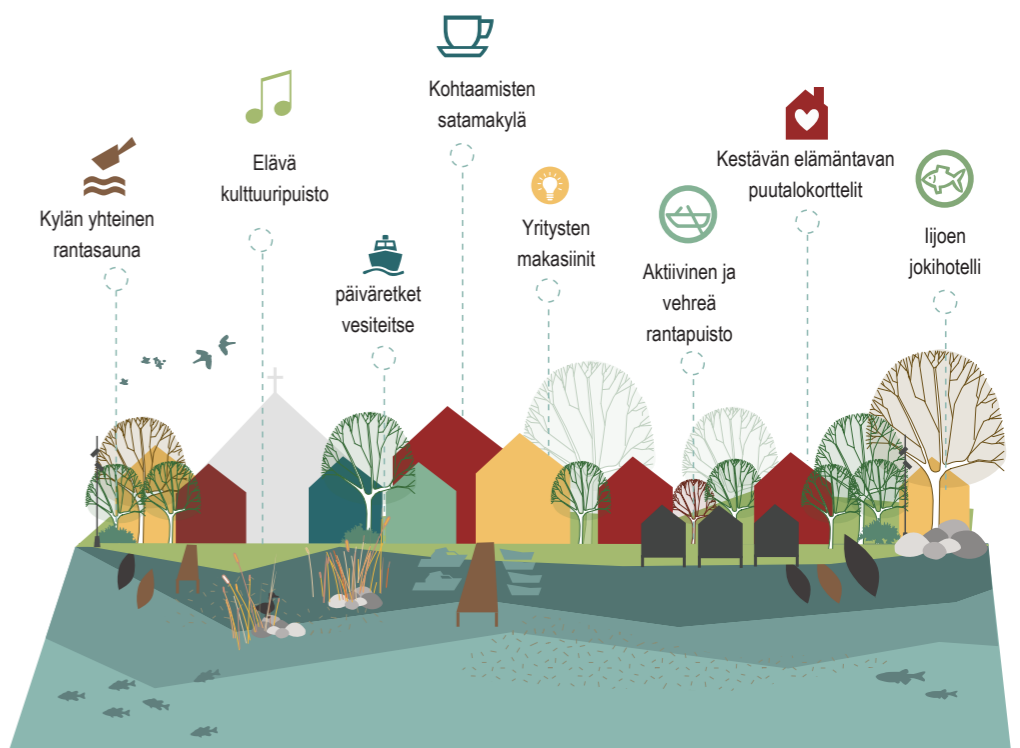 Kylän yhteinen
rantasauna
Elävä
kulttuuripuisto
päiväretket
vesiteitse
Kohtaamisten
satamakylä
Yritysten
makasiinit
Aktiivinen ja
vehreä
rantapuisto
Kestävän elämäntavan
puutalokorttelit
Iijoen
jokihotelli